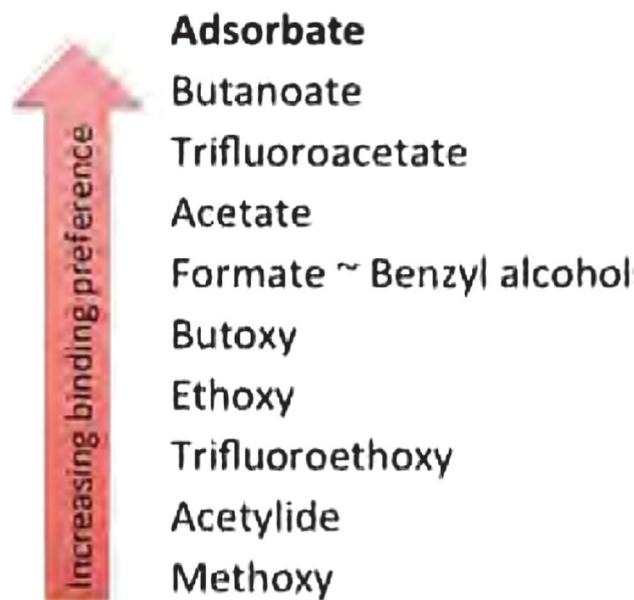 Adsorbate
Butanoate
Trifluoroacetate
Acetate
Formate ~ Benzyl alcohol
Butoxy
Ethoxy
Trifluoroethoxy
Acetylide
Methoxy
Increasing binding preference